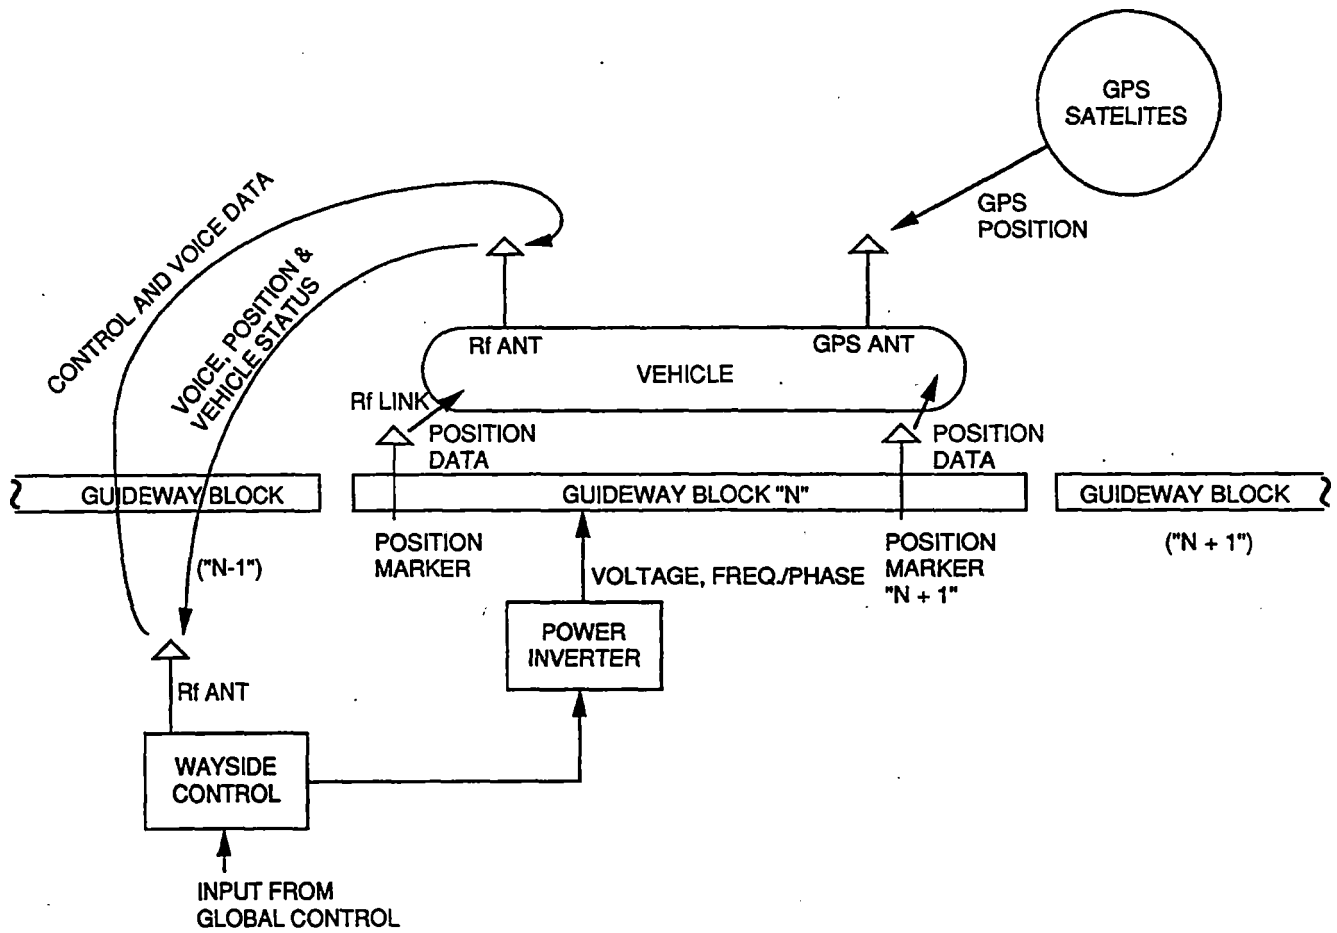 GPS
SATELITES
GPS
POSITION
CONTROL AND VOICE DATA
VOICE, POSITION &
VEHICLE STATUS
Rf ANT
GPS ANT
VEHICLE
Rf LINK
POSITION
DATA
POSITION
DATA
GUIDEWAY BLOCK
GUIDEWAY BLOCK "N"
GUIDEWAY BLOCK
("N-1")
POSITION
MARKER
POSITION
MARKER
"N + 1"
("N + 1")
VOLTAGE, FREQ./PHASE
POWER
INVERTER
Rf ANT
WAYSIDE
CONTROL
INPUT FROM
GLOBAL CONTROL